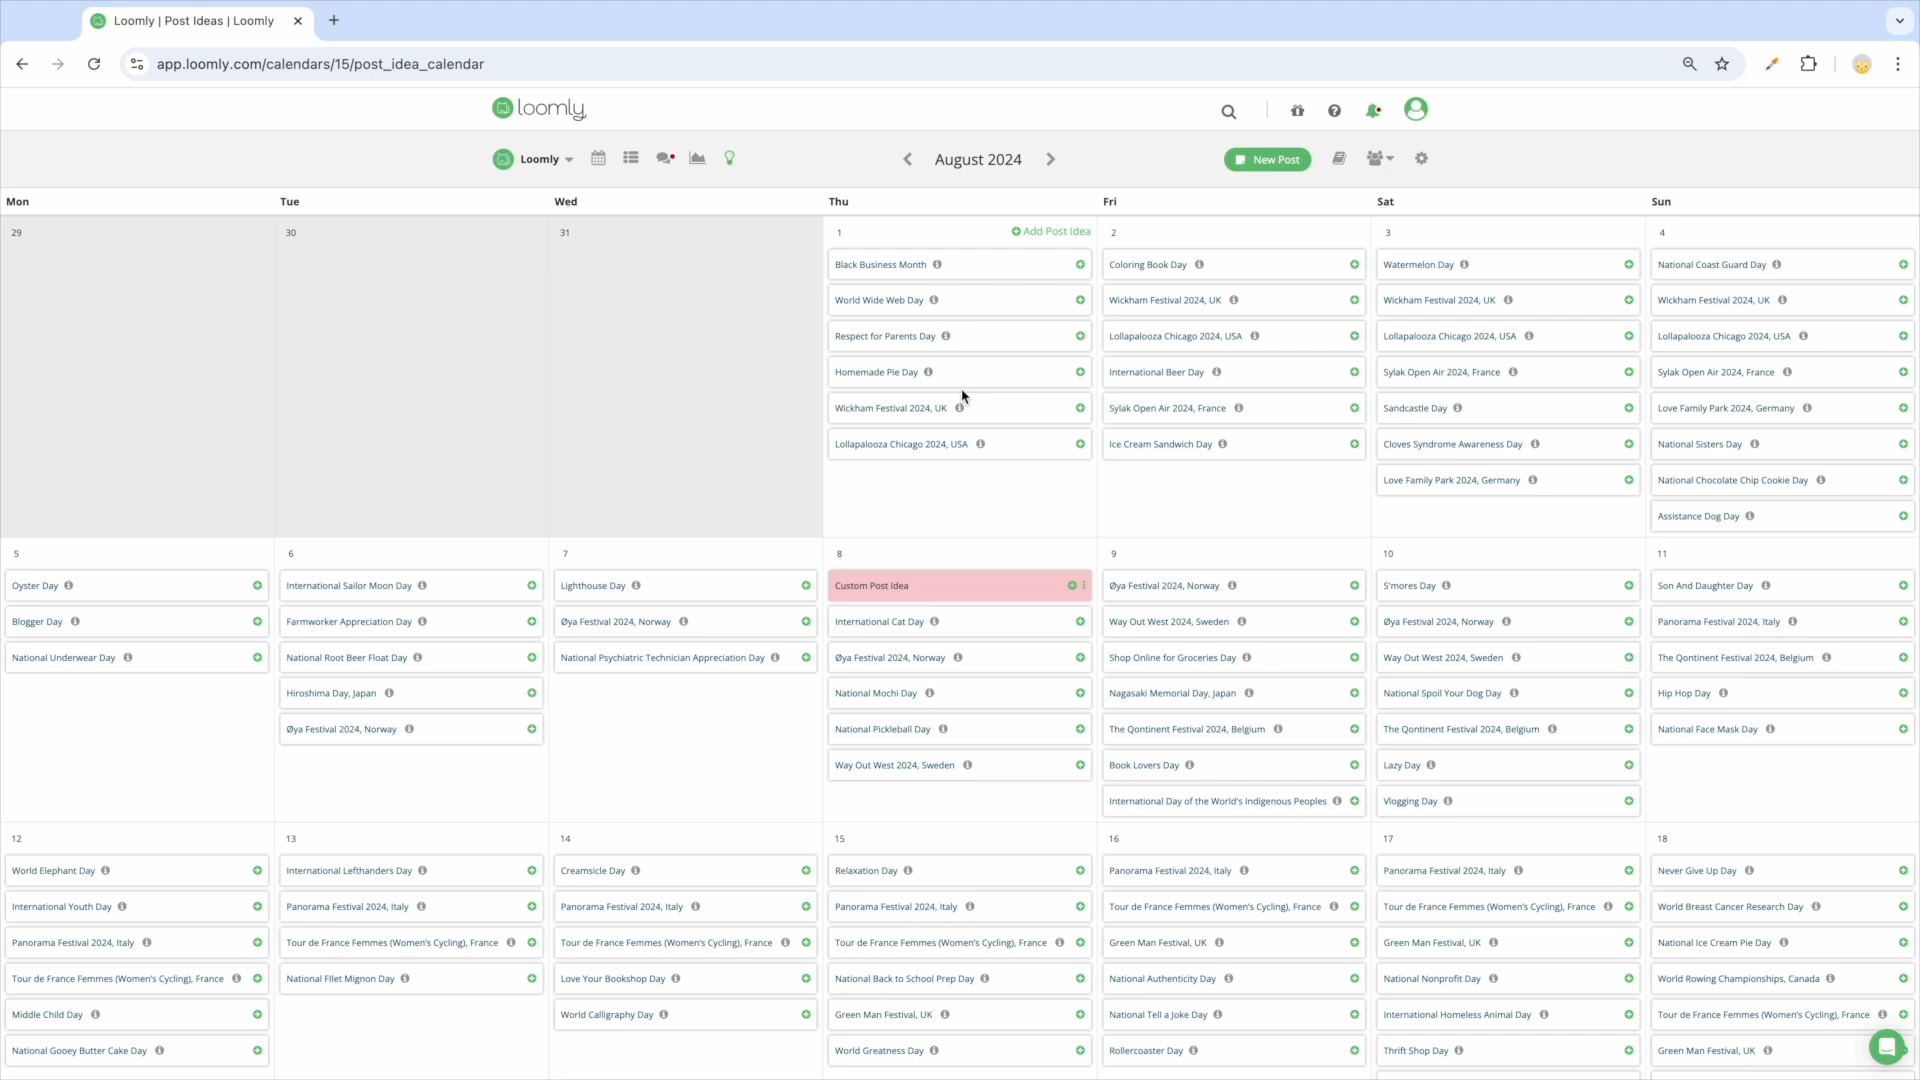 Loomly | Post Ideas | Loomly
app.loomly.com/calendars/15/post_idea_calendar
loomly
Loomly
August 2024
New Post
Mon Tue Wed Thu Fri Sat Sun
29
30
31
1
Add Post Idea
Black Business Month
World Wide Web Day
Respect for Parents Day
Homemade Pie Day
Wickham Festival 2024, UK
Lollapalooza Chicago 2024, USA
2
Coloring Book Day
Wickham Festival 2024, UK
Lollapalooza Chicago 2024, USA
International Beer Day
Sylak Open Air 2024, France
Ice Cream Sandwich Day
3
Watermelon Day
Wickham Festival 2024, UK
Lollapalooza Chicago 2024, USA
Sylak Open Air 2024, France
Sandcastle Day
Cloves Syndrome Awareness Day
Love Family Park 2024, Germany
4
National Coast Guard Day
Wickham Festival 2024, UK
Lollapalooza Chicago 2024, USA
Sylak Open Air 2024, France
Love Family Park 2024, Germany
National Sisters Day
National Chocolate Chip Cookie Day
Assistance Dog Day
5
Oyster Day
Blogger Day
National Underwear Day
6
International Sailor Moon Day
Farmworker Appreciation Day
National Root Beer Float Day
Hiroshima Day, Japan
Øya Festival 2024, Norway
7
Lighthouse Day
Øya Festival 2024, Norway
National Psychiatric Technician Appreciation Day
8
Custom Post Idea
International Cat Day
Øya Festival 2024, Norway
National Mochi Day
National Pickleball Day
Way Out West 2024, Sweden
9
Øya Festival 2024, Norway
Way Out West 2024, Sweden
Shop Online for Groceries Day
Nagasaki Memorial Day, Japan
The Qontinent Festival 2024, Belgium
Book Lovers Day
International Day of the World's Indigenous Peoples
10
S'mores Day
Øya Festival 2024, Norway
Way Out West 2024, Sweden
National Spoil Your Dog Day
The Qontinent Festival 2024, Belgium
Lazy Day
Vlogging Day
11
Son And Daughter Day
Panorama Festival 2024, Italy
The Qontinent Festival 2024, Belgium
Hip Hop Day
National Face Mask Day
12
World Elephant Day
International Youth Day
Panorama Festival 2024, Italy
Tour de France Femmes (Women's Cycling), France
Middle Child Day
National Gooey Butter Cake Day
13
International Lefthanders Day
Panorama Festival 2024, Italy
Tour de France Femmes (Women's Cycling), France
National FIlet Mignon Day
14
Creamsicle Day
Panorama Festival 2024, Italy
Tour de France Femmes (Women's Cycling), France
Love Your Bookshop Day
World Calligraphy Day
15
Relaxation Day
Panorama Festival 2024, Italy
Tour de France Femmes (Women's Cycling), France
National Back to School Prep Day
Green Man Festival, UK
World Greatness Day
16
Panorama Festival 2024, Italy
Tour de France Femmes (Women's Cycling), France
Green Man Festival, UK
National Authenticity Day
National Tell a Joke Day
Rollercoaster Day
17
Panorama Festival 2024, Italy
Tour de France Femmes (Women's Cycling), France
Green Man Festival, UK
National Nonprofit Day
International Homeless Animal Day
Thrift Shop Day
18
Never Give Up Day
World Breast Cancer Research Day
National Ice Cream Pie Day
World Rowing Championships, Canada
Tour de France Femmes (Women's Cycling), France
Green Man Festival, UK